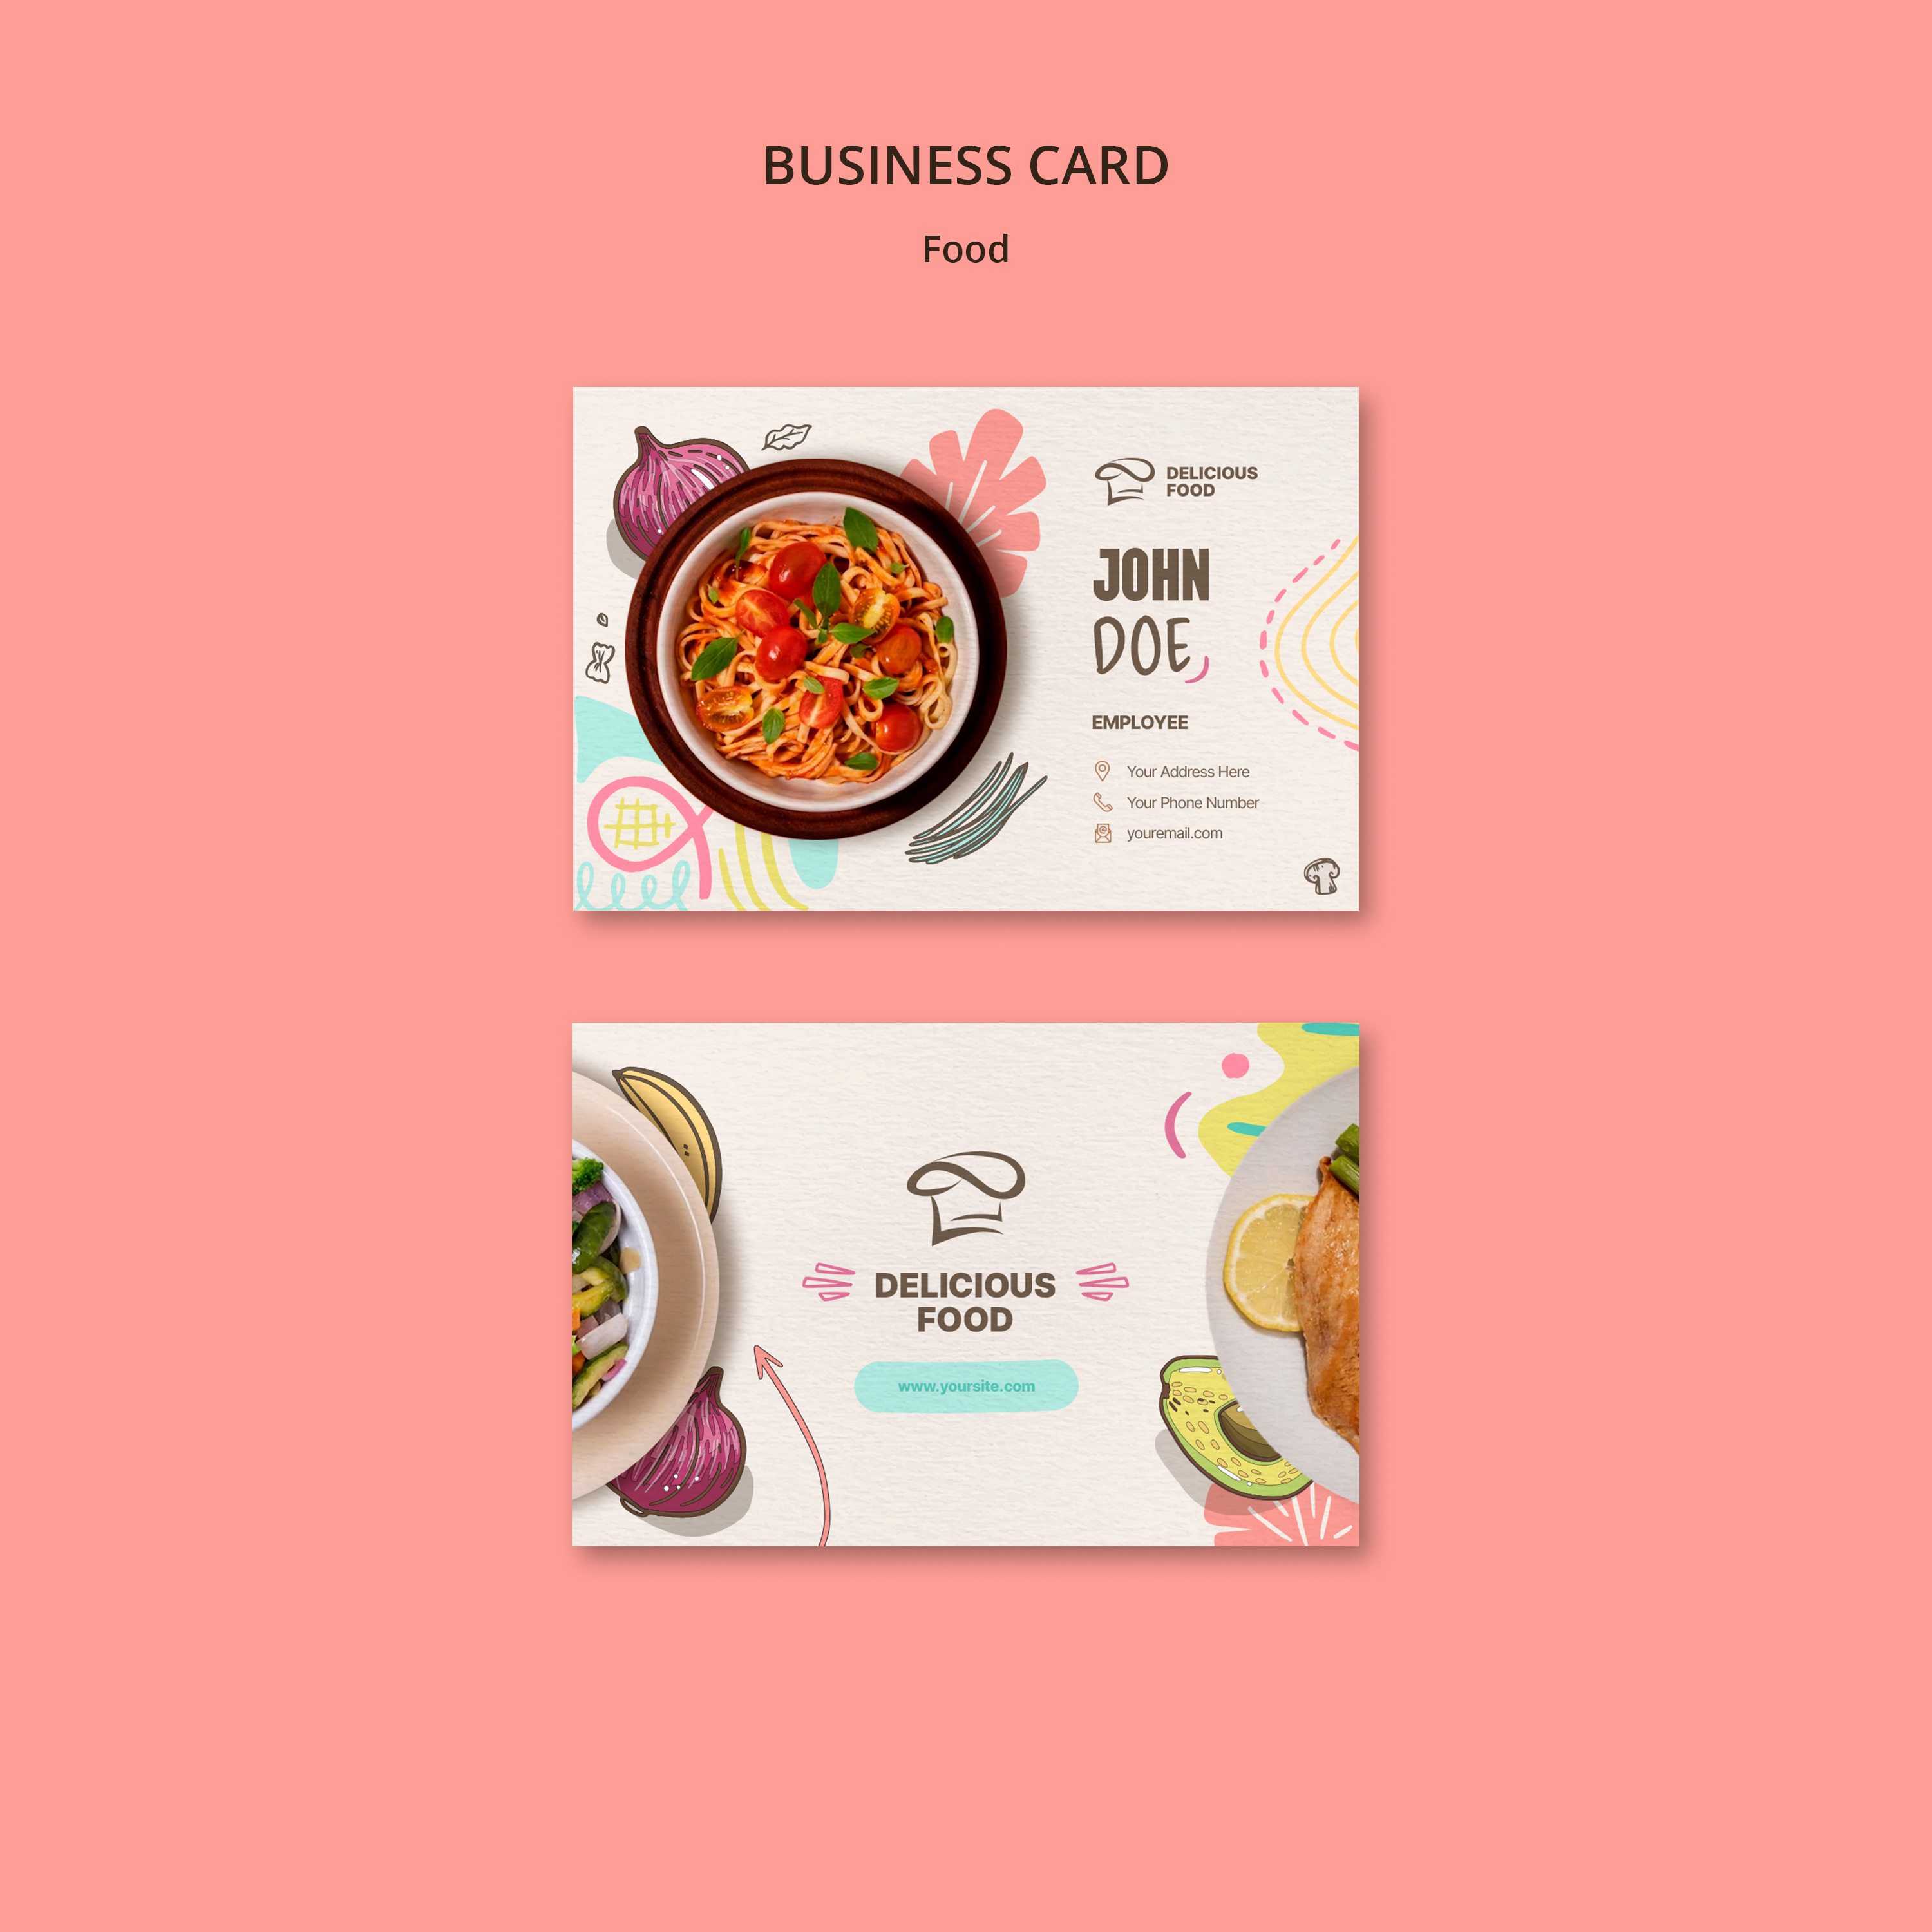 BUSINESS CARD
Food
DELICIOUS
FOOD
JOHN
DOE
EMPLOYEE
Your Address Here
Your Phone Number
youremail.com
DELICIOUS
FOOD
www.yoursite.com